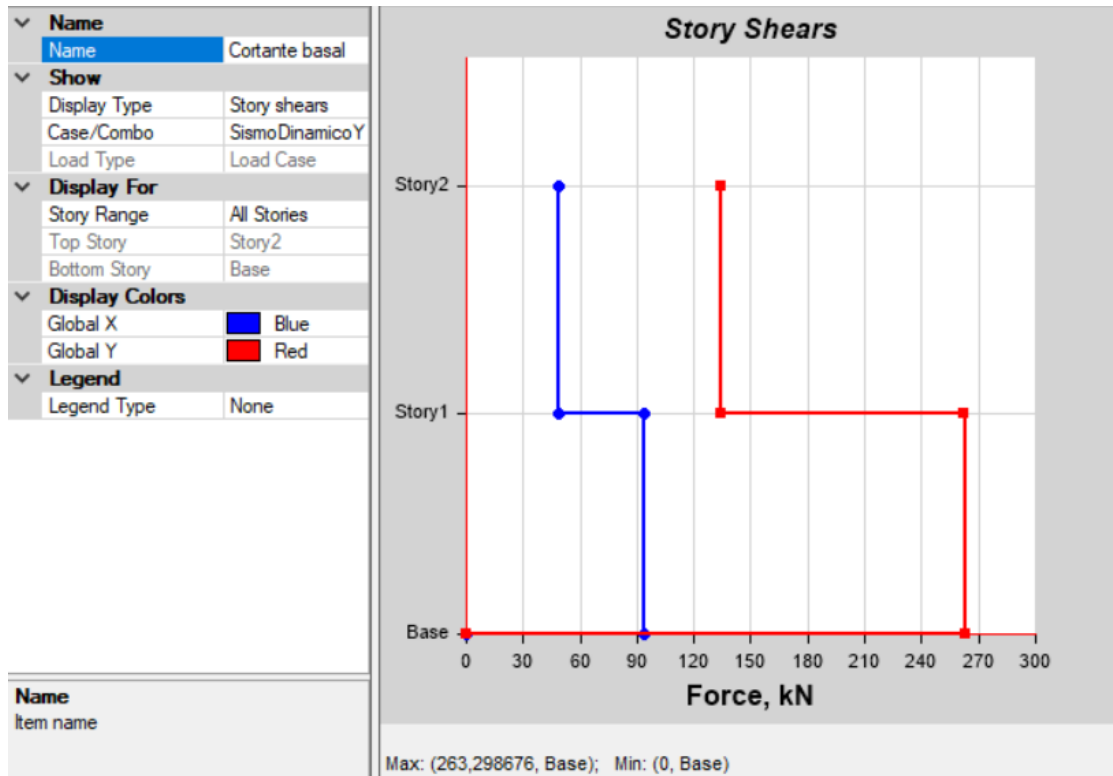 Name
Name Cortante basal
Show
Display Type Story shears
Case/Combo SismoDinamicoY
Load Type Load Case
Display For
Story Range All Stories
Top Story Story2
Bottom Story Base
Display Colors
Global X Blue
Global Y Red
Legend
Legend Type None
Name
Item name
Story Shears
Story2
Story1
Base
0 30 60 90 120 150 180 210 240 270 300
Force, kN
Max: (263,298676, Base); Min: (0, Base)